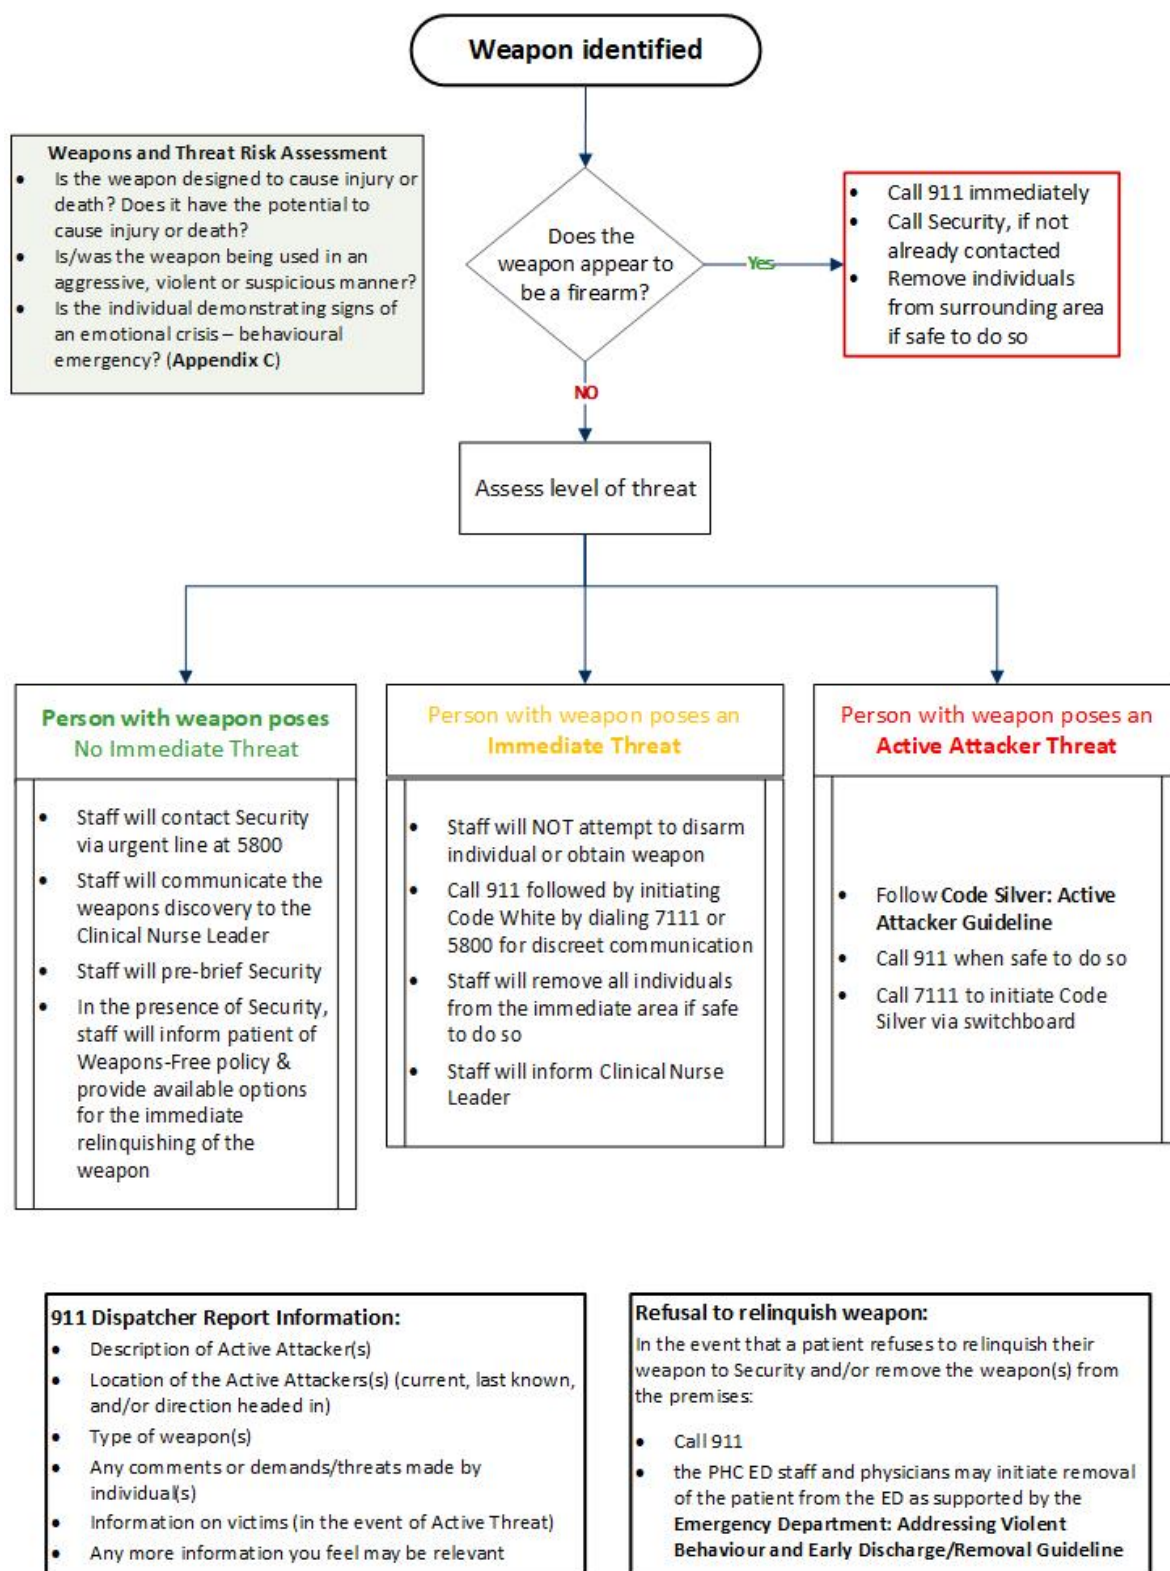 Weapon identified
Weapons and Threat Risk Assessment
• Is the weapon designed to cause injury or
death? Does it have the potential to
cause injury or death?
• Is/was the weapon being used in an
aggressive, violent or suspicious manner?
• Is the individual demonstrating signs of
an emotional crisis – behavioural
emergency? (Appendix C)
Does the
weapon appear to
be a firearm?
Yes
• Call 911 immediately
• Call Security, if not
already contacted
• Remove individuals
from surrounding area
if safe to do so
NO
Assess level of threat
Person with weapon poses
No Immediate Threat
• Staff will contact Security
via urgent line at 5800
• Staff will communicate the
weapons discovery to the
Clinical Nurse Leader
• Staff will pre-brief Security
• In the presence of Security,
staff will inform patient of
Weapons-Free policy &
provide available options
for the immediate
relinquishing of the
weapon
Person with weapon poses an
Immediate Threat
• Staff will NOT attempt to disarm
individual or obtain weapon
• Call 911 followed by initiating
Code White by dialing 7111 or
5800 for discreet communication
• Staff will remove all individuals
from the immediate area if safe
to do so
• Staff will inform Clinical Nurse
Leader
Person with weapon poses an
Active Attacker Threat
• Follow Code Silver: Active
Attacker Guideline
• Call 911 when safe to do so
• Call 7111 to initiate Code
Silver via switchboard
911 Dispatcher Report Information:
• Description of Active Attacker(s)
• Location of the Active Attackers(s) (current, last known,
and/or direction headed in)
• Type of weapon(s)
• Any comments or demands/threats made by
individual(s)
• Information on victims (in the event of Active Threat)
• Any more information you feel may be relevant
Refusal to relinquish weapon:
In the event that a patient refuses to relinquish their
weapon to Security and/or remove the weapon(s) from
the premises:
• Call 911
• the PHC ED staff and physicians may initiate removal
of the patient from the ED as supported by the
Emergency Department: Addressing Violent
Behaviour and Early Discharge/Removal Guideline